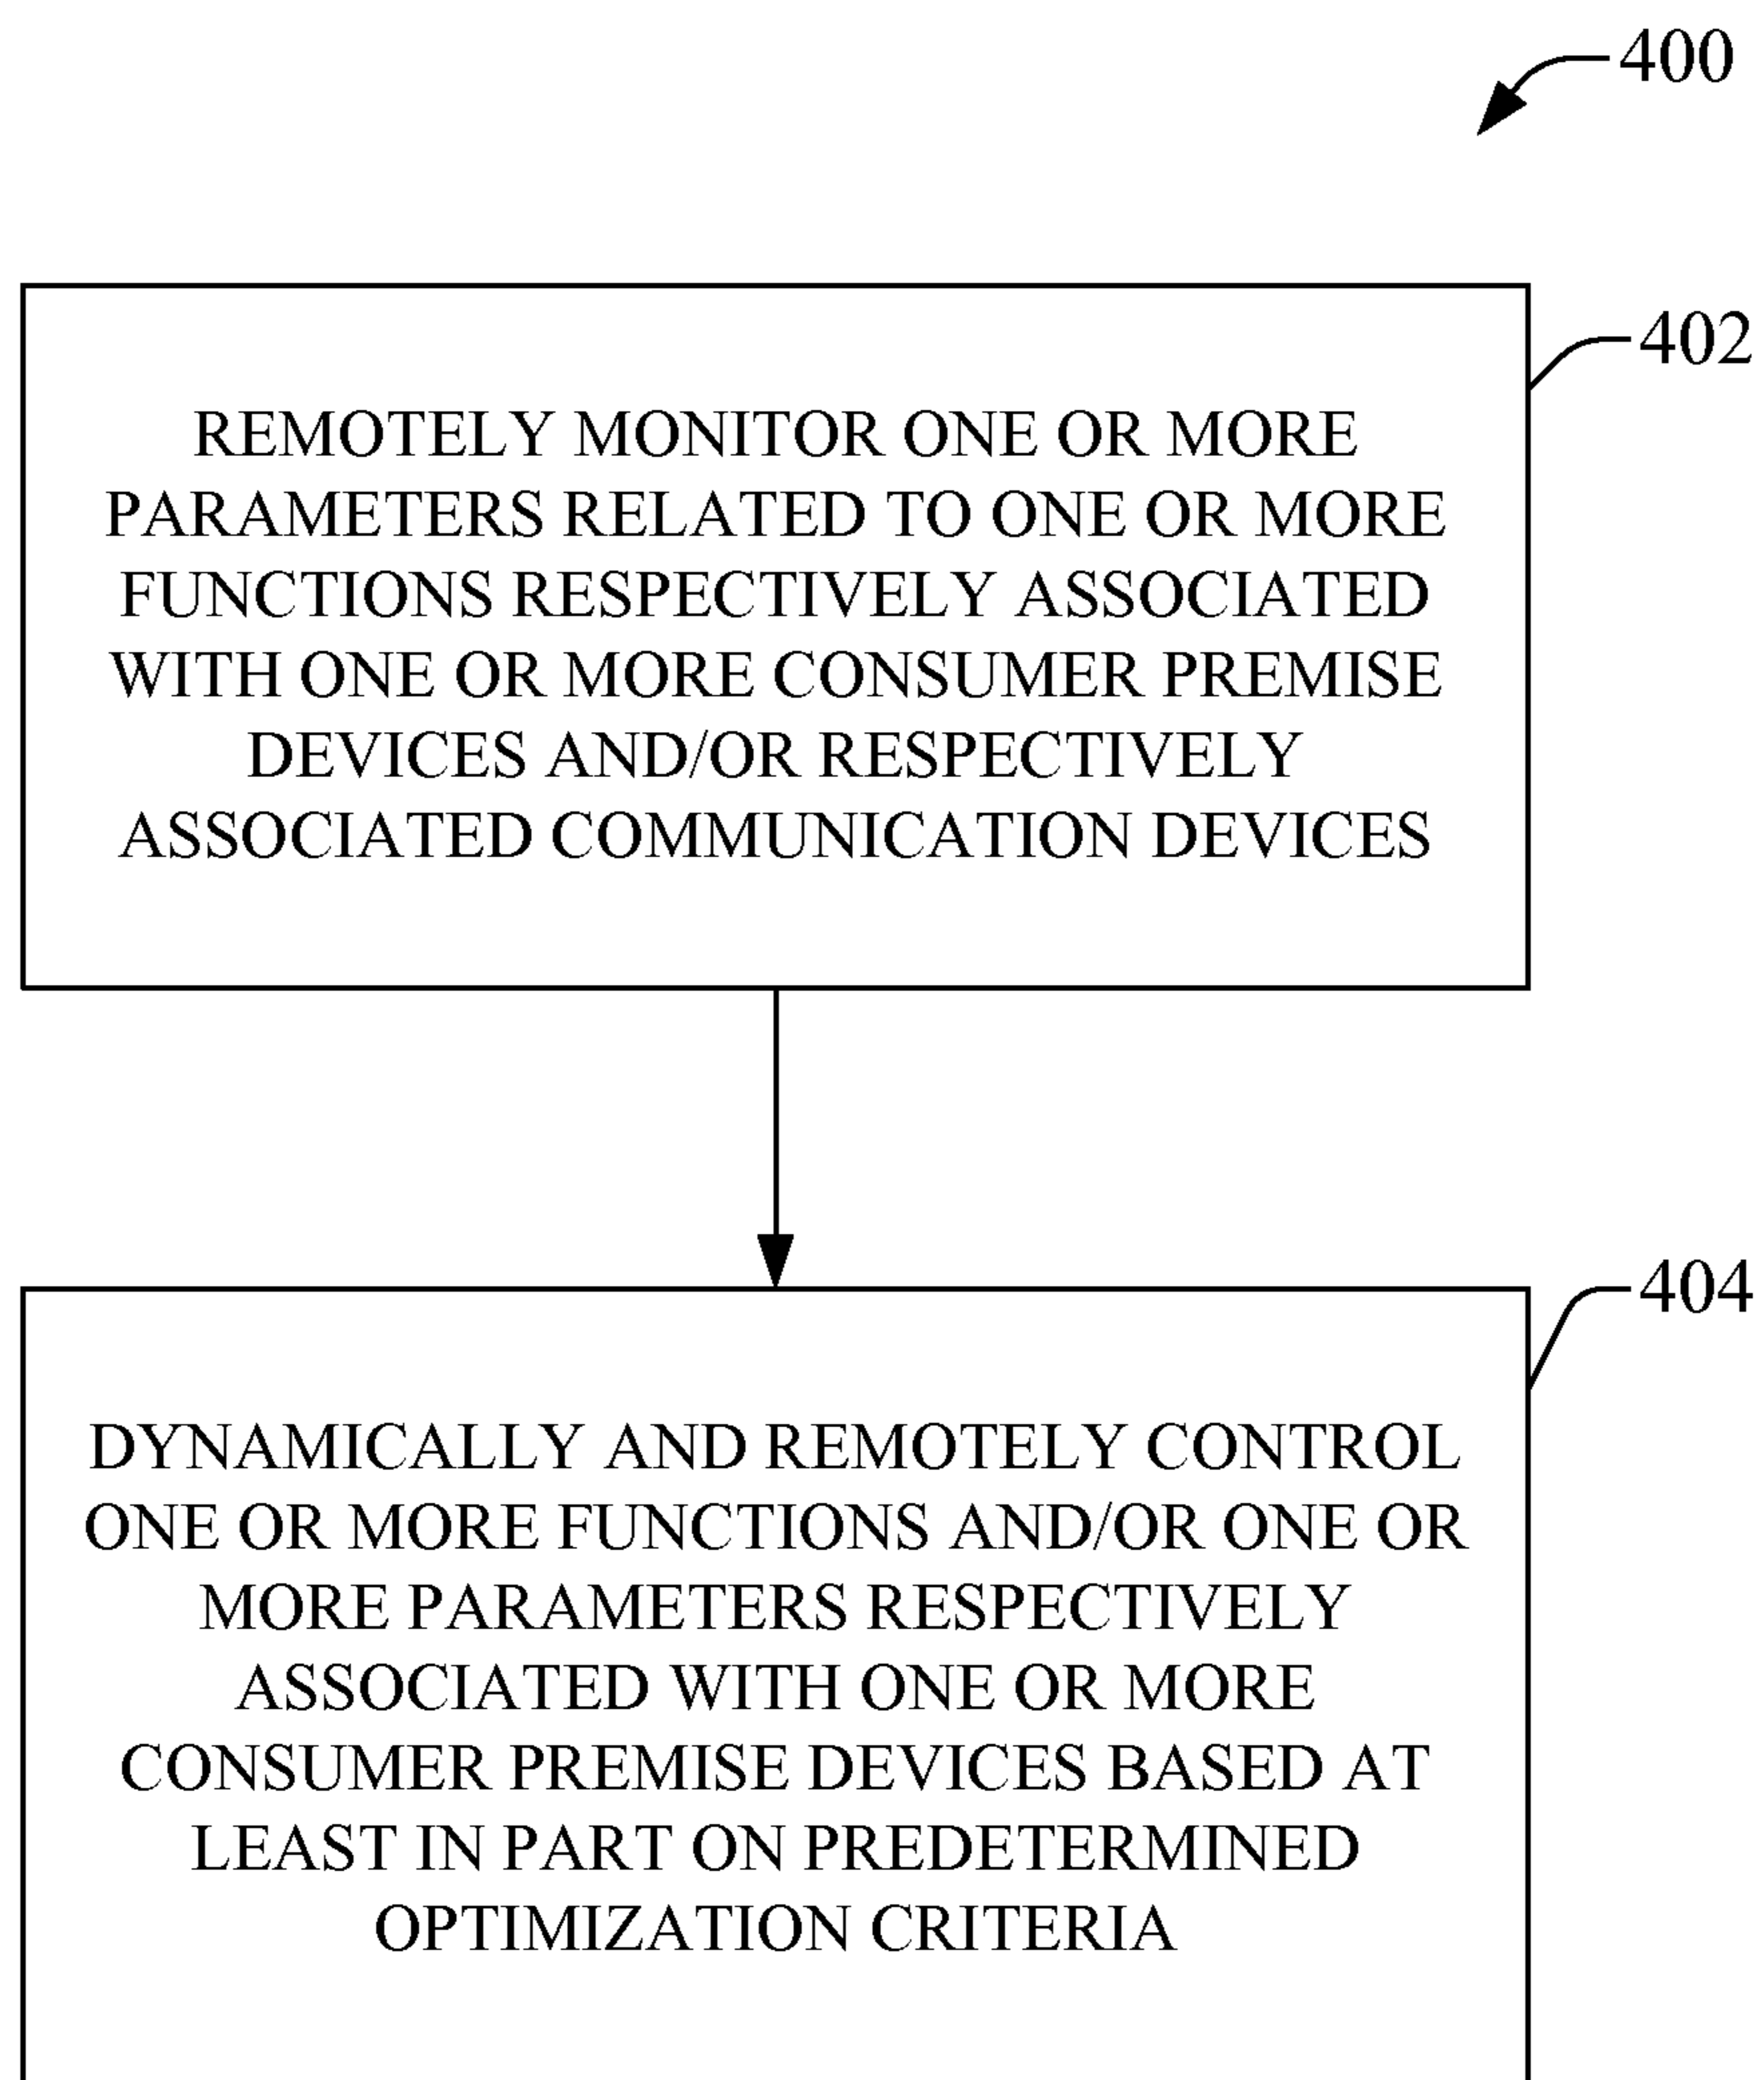 400
402
REMOTELY MONITOR ONE OR MORE
PARAMETERS RELATED TO ONE OR MORE
FUNCTIONS RESPECTIVELY ASSOCIATED
WITH ONE OR MORE CONSUMER PREMISE
DEVICES AND/OR RESPECTIVELY
ASSOCIATED COMMUNICATION DEVICES
404
DYNAMICALLY AND REMOTELY CONTROL
ONE OR MORE FUNCTIONS AND/OR ONE OR
MORE PARAMETERS RESPECTIVELY
ASSOCIATED WITH ONE OR MORE
CONSUMER PREMISE DEVICES BASED AT
LEAST IN PART ON PREDETERMINED
OPTIMIZATION CRITERIA